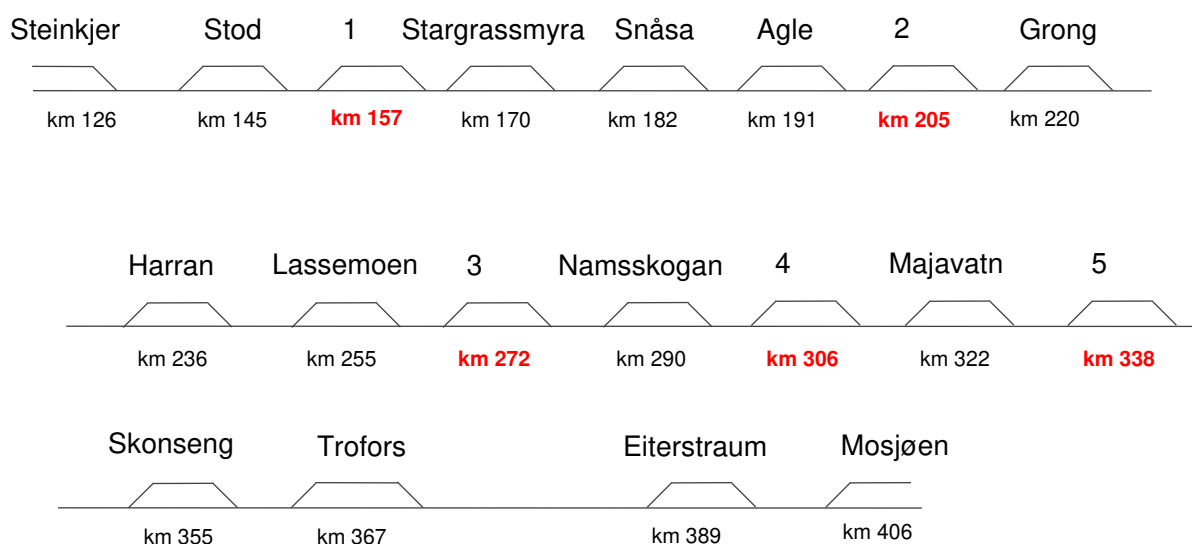 Steinkjer Stod 1 Stargrassmyra Snåsa Agle 2 Grong
km 126 km 145 km 157 km 170 km 182 km 191 km 205 km 220
Harran Lassemoen 3 Namsskogan 4 Majavatn 5
km 236 km 255 km 272 km 290 km 306 km 322 km 338
Skonseng Trofors Eiterstraum Mosjøen
km 355 km 367 km 389 km 406